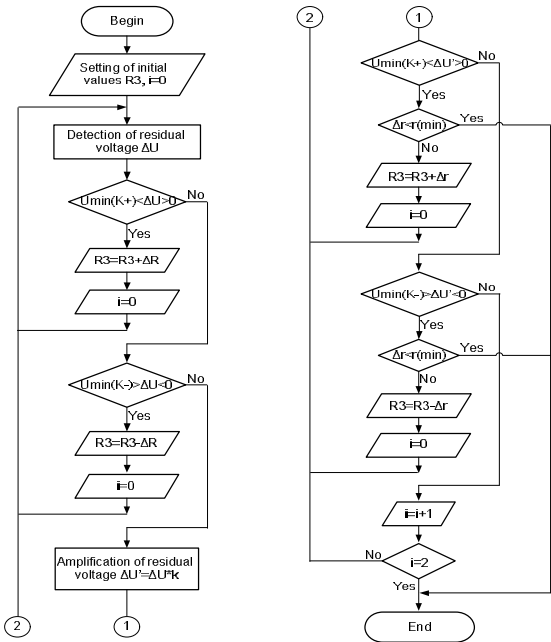 Begin
Setting of initial
values R3, i=0
Detection of residual
voltage ΔU
Umin(K+)<ΔU>0
No
Yes
R3=R3+ΔR
i=0
Umin(K-)>ΔU<0
No
Yes
R3=R3-ΔR
i=0
Amplification of residual
voltage ΔU'=ΔU*k
2
1
2
1
Umin(K+)<ΔU'>0
No
Yes
Δr<r(min)
Yes
No
R3=R3+Δr
i=0
Umin(K-)>ΔU'<0
No
Yes
Δr<r(min)
Yes
No
R3=R3-Δr
i=0
i=i+1
No
i=2
Yes
End